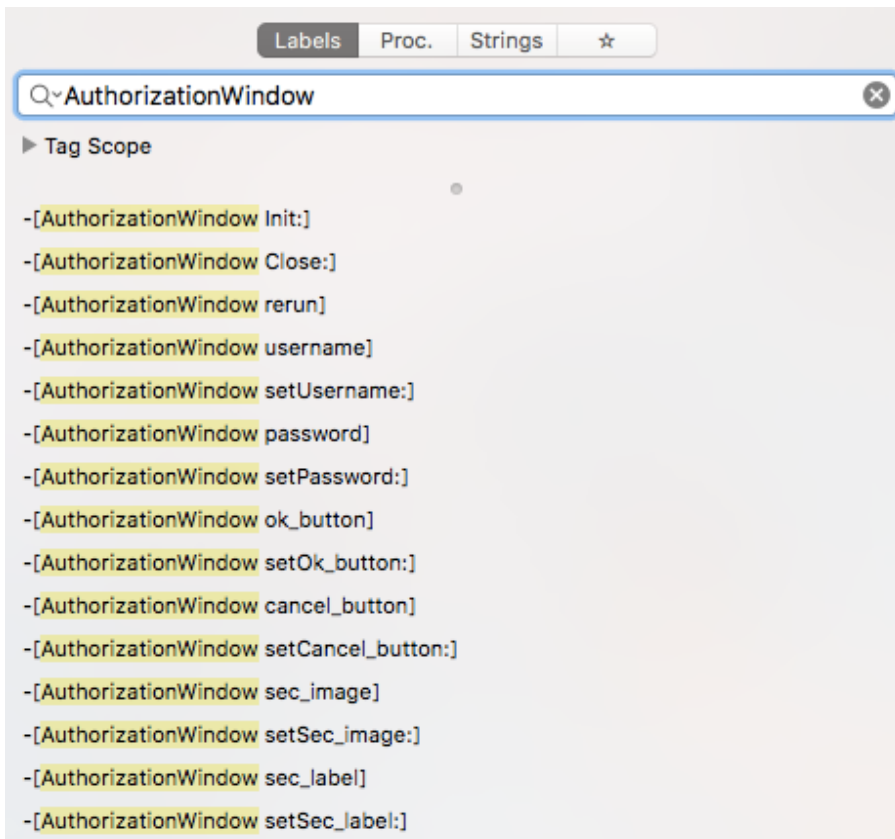 Labels Proc. Strings ☆
AuthorizationWindow
Tag Scope
-[AuthorizationWindow Init:]
-[AuthorizationWindow Close:]
-[AuthorizationWindow rerun]
-[AuthorizationWindow username]
-[AuthorizationWindow setUsername:]
-[AuthorizationWindow password]
-[AuthorizationWindow setPassword:]
-[AuthorizationWindow ok_button]
-[AuthorizationWindow setOk_button:]
-[AuthorizationWindow cancel_button]
-[AuthorizationWindow setCancel_button:]
-[AuthorizationWindow sec_image]
-[AuthorizationWindow setSec_image:]
-[AuthorizationWindow sec_label]
-[AuthorizationWindow setSec_label:]